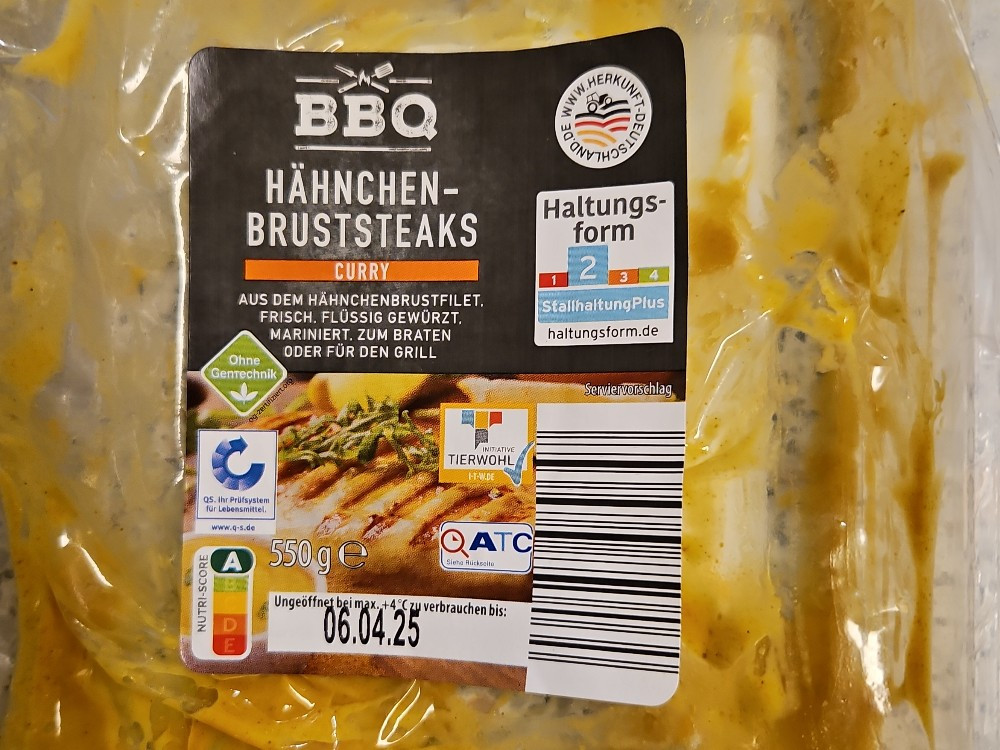 BBQ
WWW.HERKUNFT-DEUTSCHLAND.DE
HÄHNCHEN-
BRUSTSTEAKS
CURRY
AUS DEM HÄHNCHENBRUSTFILET,
FRISCH. FLÜSSIG GEWÜRZT,
MARINIERT. ZUM BRATEN
ODER FÜR DEN GRILL
Haltungs-
form
1 2 3 4
StallhaltungPlus
haltungsform.de
Ohne
Gentechnik
Serviervorschlag
INITIATIVE
TIERWOHL
I-T-W.DE
QS. Ihr Prüfsystem
für Lebensmittel.
www.q-s.de
ATC
Siehe Rückseite
550 g e
NUTRI-SCORE
A
B
D
E
Ungeöffnet bei max. +4°C zu verbrauchen bis:
06.04.25